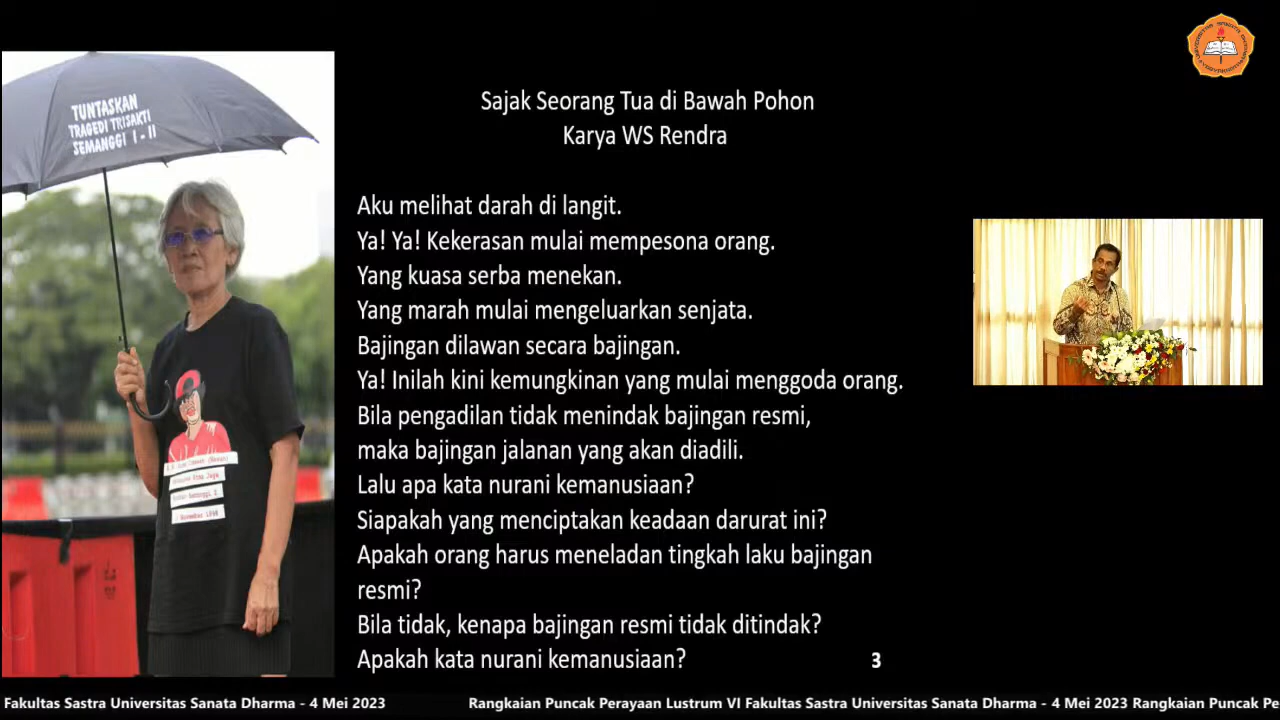 TUNTASKAN
TRAGEDI TRISAKTI
SEMANGGI I - II
Sajak Seorang Tua di Bawah Pohon
Karya WS Rendra
Aku melihat darah di langit.
Ya! Ya! Kekerasan mulai mempesona orang.
Yang kuasa serba menekan.
Yang marah mulai mengeluarkan senjata.
Bajingan dilawan secara bajingan.
Ya! Inilah kini kemungkinan yang mulai menggoda orang.
Bila pengadilan tidak menindak bajingan resmi,
maka bajingan jalanan yang akan diadili.
Lalu apa kata nurani kemanusiaan?
Siapakah yang menciptakan keadaan darurat ini?
Apakah orang harus meneladan tingkah laku bajingan
resmi?
Bila tidak, kenapa bajingan resmi tidak ditindak?
Apakah kata nurani kemanusiaan?
3
Fakultas Sastra Universitas Sanata Dharma - 4 Mei 2023 Rangkaian Puncak Perayaan Lustrum VI Fakultas Sastra Universitas Sanata Dharma - 4 Mei 2023 Rangkaian Puncak Pe